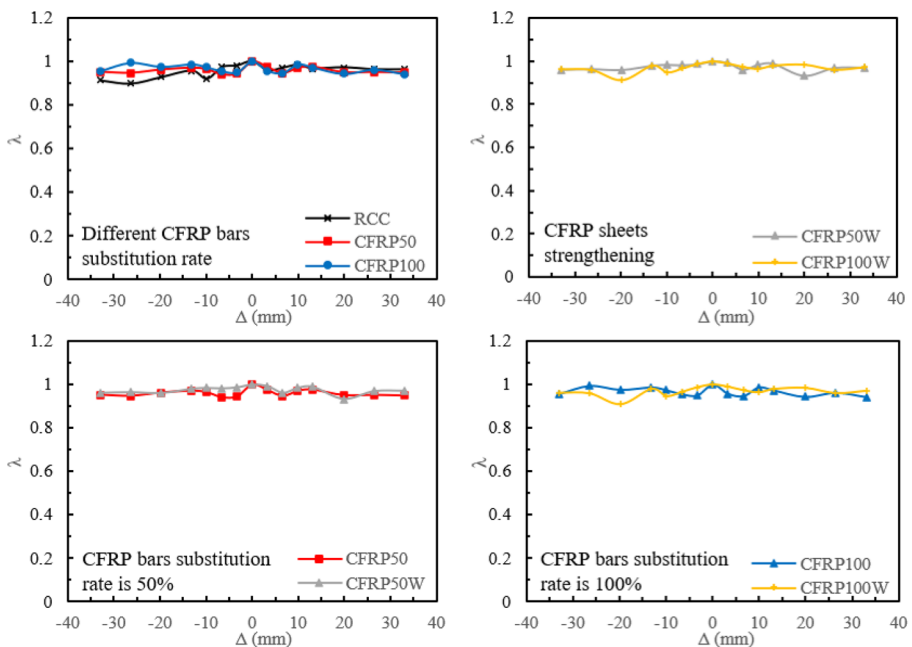 1.2
1
0.8
0.6
0.4
0.2
0
λ
Different CFRP bars
substitution rate
RCC
CFRP50
CFRP100
-40 -30 -20 -10 0 10 20 30 40
Δ (mm)
1.2
1
0.8
0.6
0.4
0.2
0
λ
CFRP sheets
strengthening
CFRP50W
CFRP100W
-40 -30 -20 -10 0 10 20 30 40
Δ (mm)
1.2
1
0.8
0.6
0.4
0.2
0
λ
CFRP bars substitution
rate is 50%
CFRP50
CFRP50W
-40 -30 -20 -10 0 10 20 30 40
Δ (mm)
1.2
1
0.8
0.6
0.4
0.2
0
λ
CFRP bars substitution
rate is 100%
CFRP100
CFRP100W
-40 -30 -20 -10 0 10 20 30 40
Δ (mm)